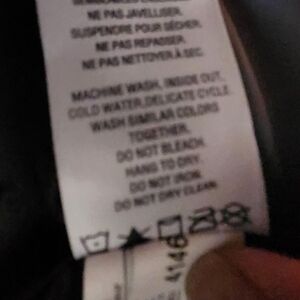 NE PAS JAVELLISER.
SUSPENDRE POUR SÉCHER.
NE PAS REPASSER.
NE PAS NETTOYER À SEC.
MACHINE WASH, INSIDE OUT,
COLD WATER, DELICATE CYCLE.
WASH SIMILAR COLORS
TOGETHER.
DO NOT BLEACH.
HANG TO DRY.
DO NOT IRON.
DO NOT DRY CLEAN.
4146